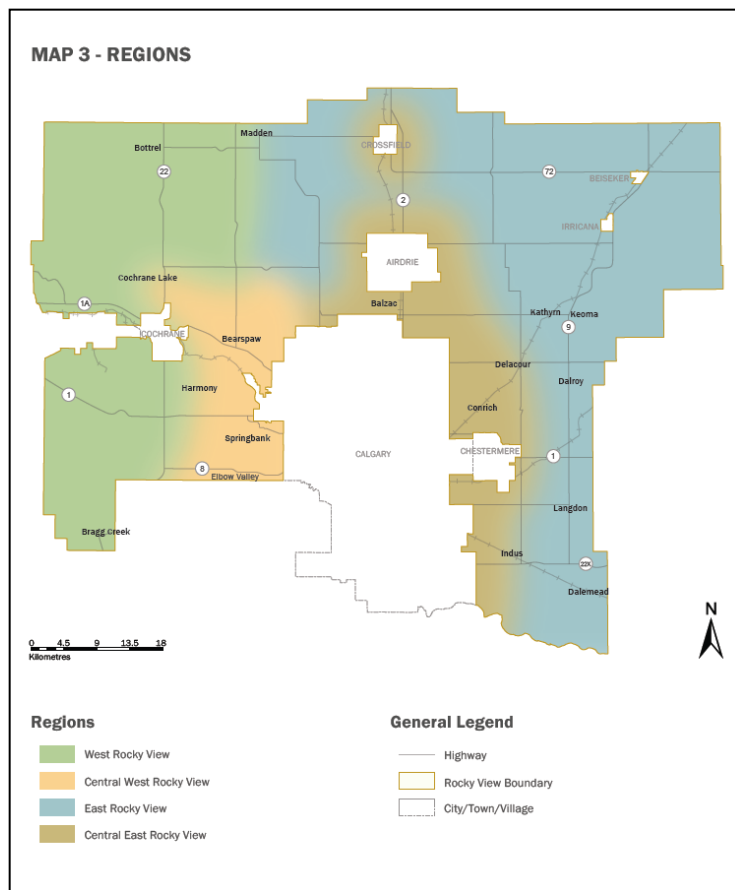 MAP 3 - REGIONS
Madden
Bottrel
CROSSFIELD
22
72
BEISEKER
2
IRRICANA
AIRDRIE
Cochrane Lake
1A
Balzac
Kathyrn
Keoma
COCHRANE
Bearspaw
9
Delacour
Dalroy
Harmony
1
Conrich
Springbank
CALGARY
CHESTERMERE
1
8
Elbow Valley
Langdon
Bragg Creek
Indus
22X
Dalemead
N
0 4.5 9 13.5 18
Kilometres
Regions
West Rocky View
Central West Rocky View
East Rocky View
Central East Rocky View
General Legend
Highway
Rocky View Boundary
City/Town/Village